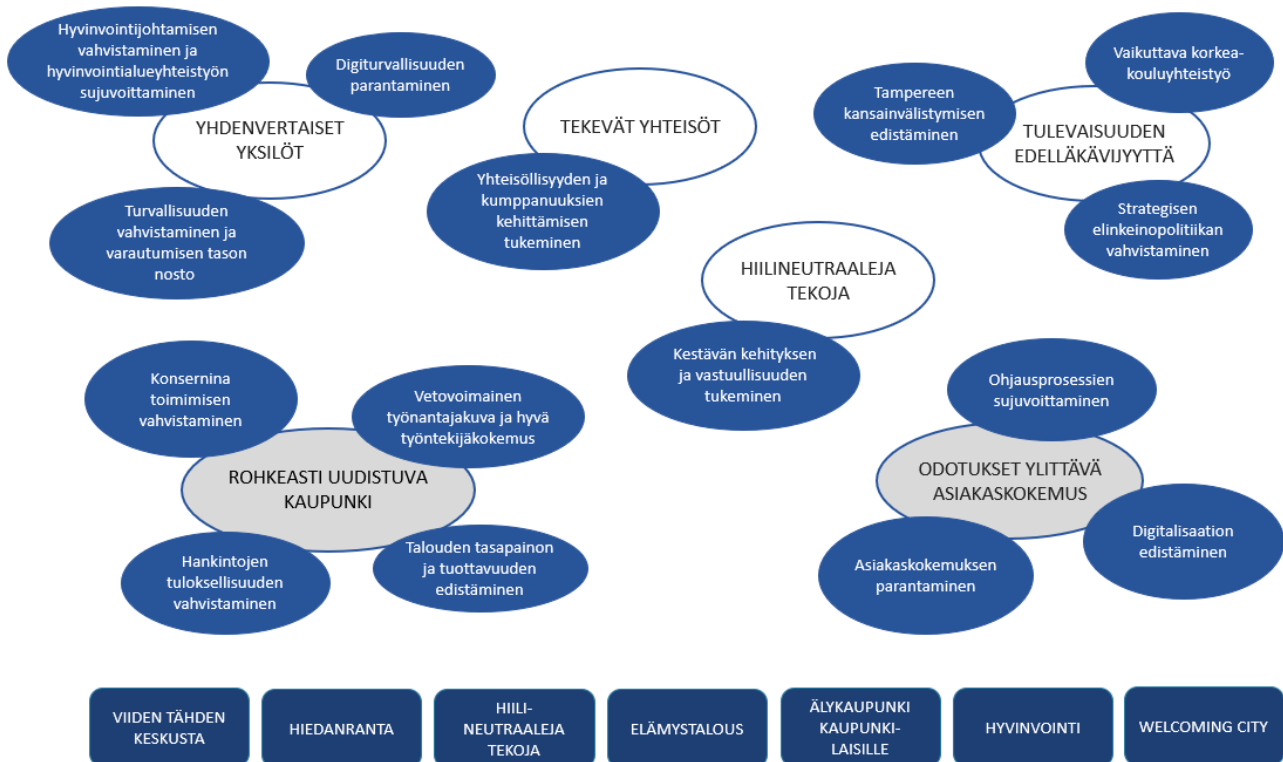 Hyvinvointijohtamisen
vahvistaminen ja
hyvinvointialueyhteistyön
sujuvoittaminen
Digiturvallisuuden
parantaminen
YHDENVERTAISET
YKSILÖT
Turvallisuuden
vahvistaminen ja
varautumisen tason
nosto
TEKEVÄT YHTEISÖT
Yhteisöllisyyden ja
kumppanuuksien
kehittämisen
tukeminen
Vaikuttava korkea-
kouluyhteistyö
Tampereen
kansainvälistymisen
edistäminen
TULEVAISUUDEN
EDELLÄKÄVIJYYTTÄ
Strategisen
elinkeinopolitiikan
vahvistaminen
HIILINEUTRAALEJA
TEKOJA
Kestävän kehityksen
ja vastuullisuuden
tukeminen
Konsernina
toimimisen
vahvistaminen
Vetovoimainen
työnantajakuva ja hyvä
työntekijäkokemus
ROHKEASTI UUDISTUVA
KAUPUNKI
Hankintojen
tuloksellisuuden
vahvistaminen
Talouden tasapainon
ja tuottavuuden
edistäminen
Ohjausprosessien
sujuvoittaminen
ODOTUKSET YLITTÄVÄ
ASIAKASKOKEMUS
Asiakaskokemuksen
parantaminen
Digitalisaation
edistäminen
VIIDEN TÄHDEN
KESKUSTA
HIEDANRANTA
HIILI-
NEUTRAALEJA
TEKOJA
ELÄMYSTALOUS
ÄLYKAUPUNKI
KAUPUNKI-
LAISILLE
HYVINVOINTI
WELCOMING CITY